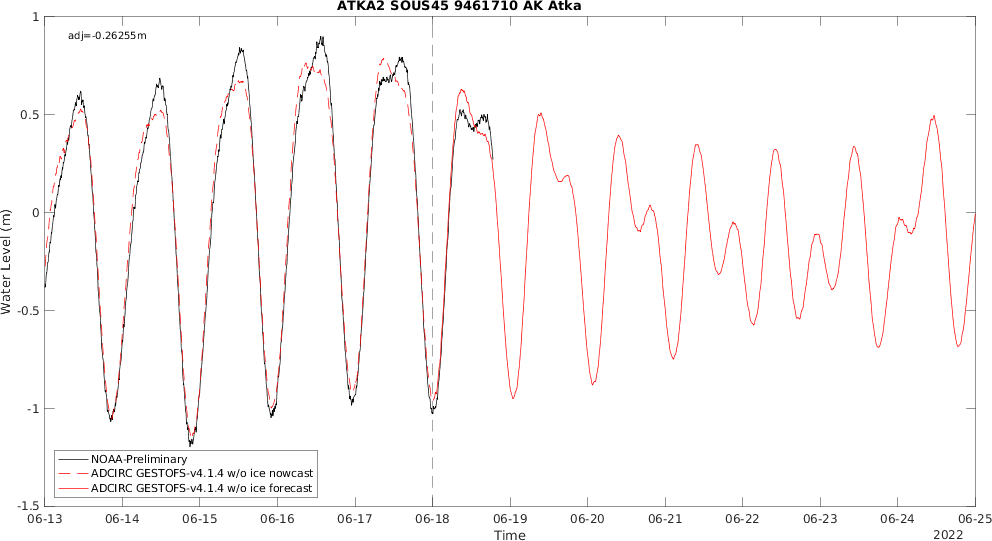 ATKA2 SOUS45 9461710 AK Atka
adj=-0.26255m
Water Level (m)
1
0.5
0
-0.5
-1
-1.5
NOAA-Preliminary
ADCIRC GESTOFS-v4.1.4 w/o ice nowcast
ADCIRC GESTOFS-v4.1.4 w/o ice forecast
06-13 06-14 06-15 06-16 06-17 06-18 06-19 06-20 06-21 06-22 06-23 06-24 06-25
Time
2022